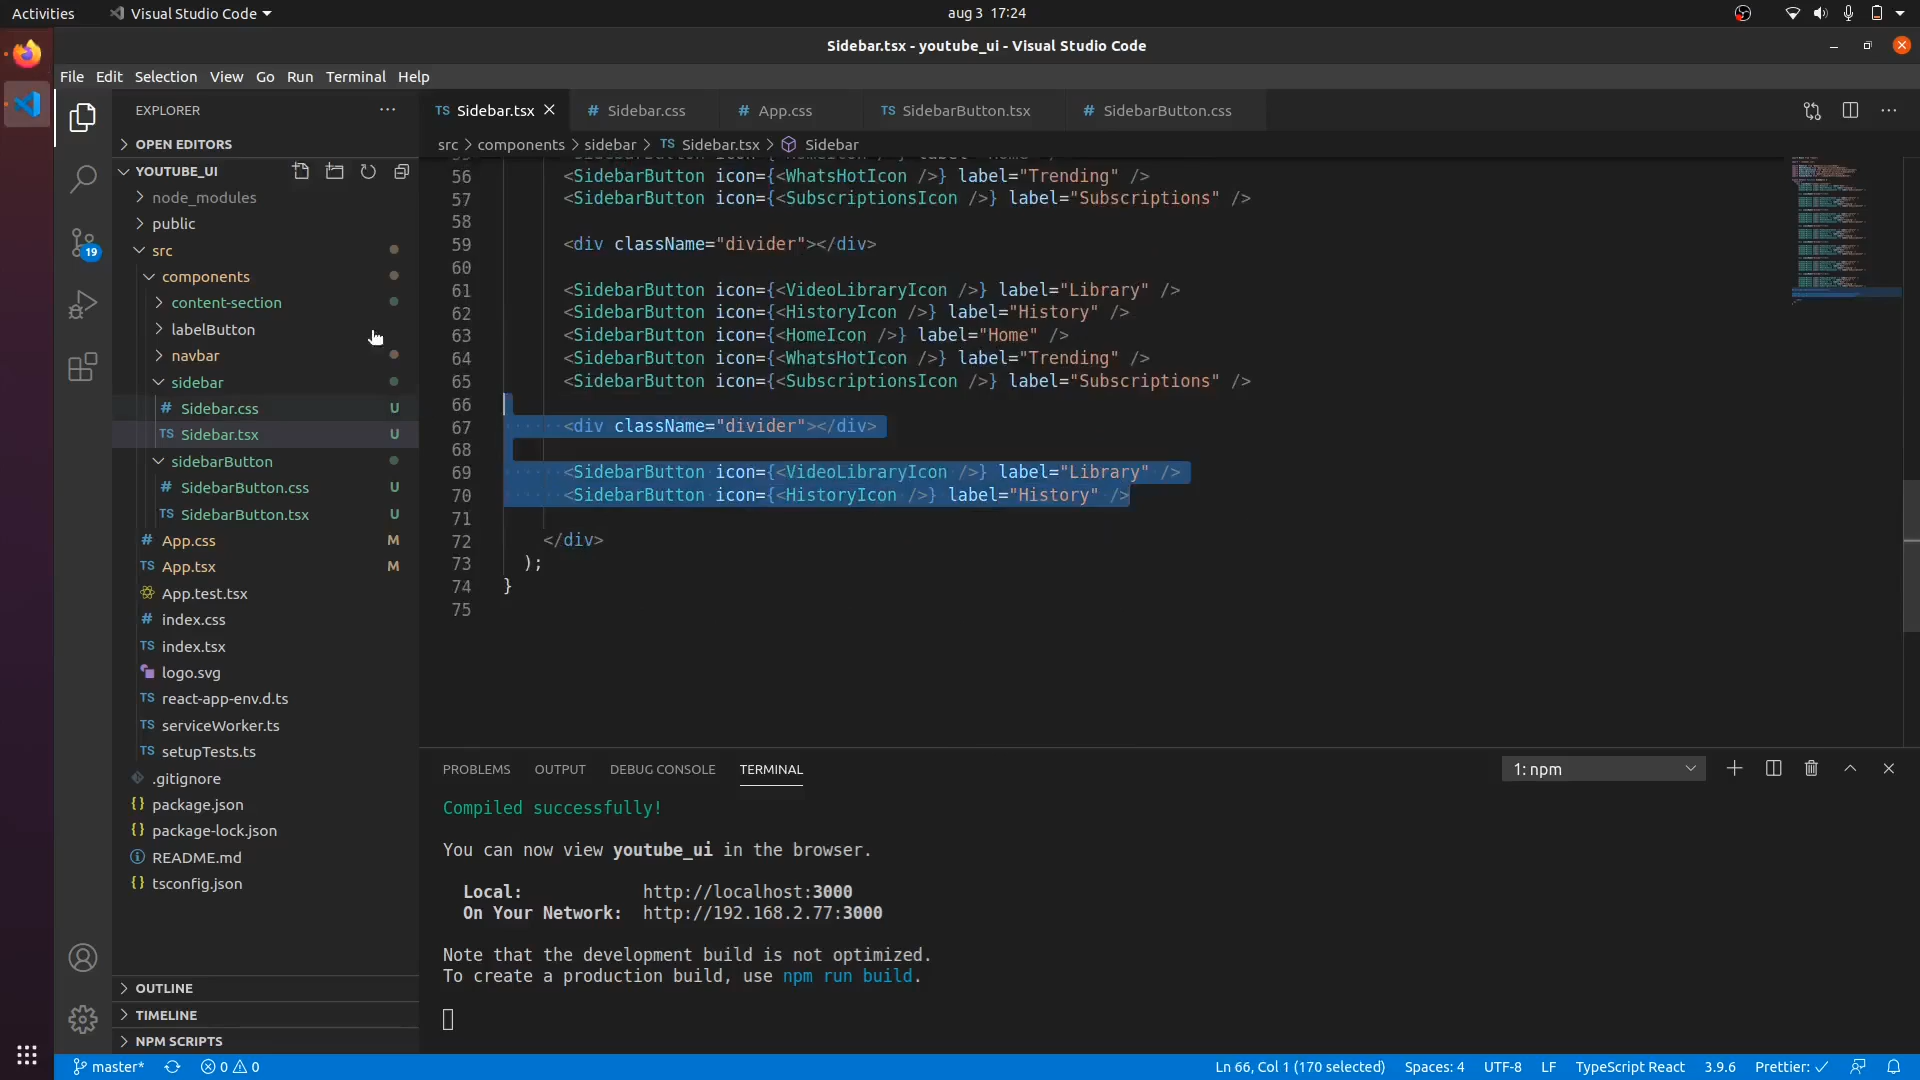 Activities
Visual Studio Code
aug 3 17:24
Sidebar.tsx - youtube_ui - Visual Studio Code
File Edit Selection View Go Run Terminal Help
EXPLORER
OPEN EDITORS
YOUTUBE_UI
node_modules
public
src
components
content-section
labelButton
navbar
sidebar
# Sidebar.css U
TS Sidebar.tsx U
sidebarButton
# SidebarButton.css U
TS SidebarButton.tsx U
# App.css M
TS App.tsx M
App.test.tsx
# index.css
TS index.tsx
logo.svg
TS react-app-env.d.ts
TS serviceWorker.ts
TS setupTests.ts
.gitignore
{} package.json
{} package-lock.json
README.md
{} tsconfig.json
OUTLINE
TIMELINE
NPM SCRIPTS
19
TS Sidebar.tsx
# Sidebar.css
# App.css
TS SidebarButton.tsx
# SidebarButton.css
src > components > sidebar > TS Sidebar.tsx > Sidebar
56 <SidebarButton icon={<WhatsHotIcon />} label="Trending" />
57 <SidebarButton icon={<SubscriptionsIcon />} label="Subscriptions" />
58
59 <div className="divider"></div>
60
61 <SidebarButton icon={<VideoLibraryIcon />} label="Library" />
62 <SidebarButton icon={<HistoryIcon />} label="History" />
63 <SidebarButton icon={<HomeIcon />} label="Home" />
64 <SidebarButton icon={<WhatsHotIcon />} label="Trending" />
65 <SidebarButton icon={<SubscriptionsIcon />} label="Subscriptions" />
66
67 <div className="divider"></div>
68
69 <SidebarButton icon={<VideoLibraryIcon />} label="Library" />
70 <SidebarButton icon={<HistoryIcon />} label="History" />
71
72 </div>
73 );
74 }
75
PROBLEMS OUTPUT DEBUG CONSOLE TERMINAL
1: npm
Compiled successfully!
You can now view youtube_ui in the browser.
Local: http://localhost:3000
On Your Network: http://192.168.2.77:3000
Note that the development build is not optimized.
To create a production build, use npm run build.
master* 0 0
Ln 66, Col 1 (170 selected) Spaces: 4 UTF-8 LF TypeScript React 3.9.6 Prettier: ✓